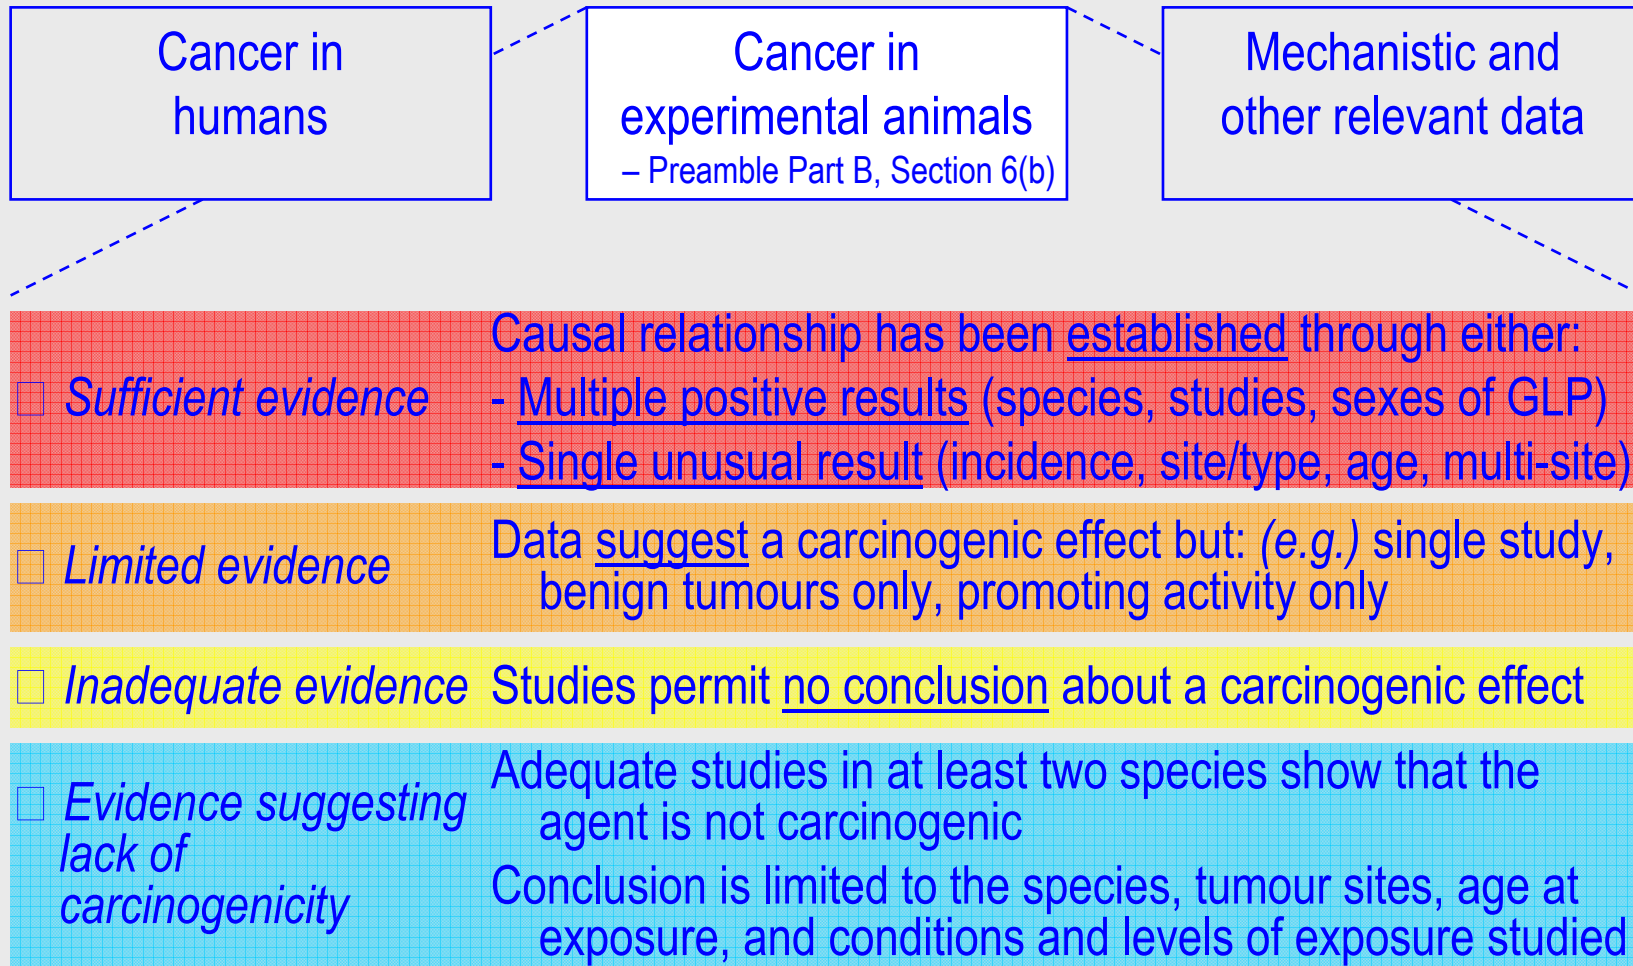 Cancer in
humans
Cancer in
experimental animals
– Preamble Part B, Section 6(b)
Mechanistic and
other relevant data
Sufficient evidence
Causal relationship has been established through either:
- Multiple positive results (species, studies, sexes of GLP)
- Single unusual result (incidence, site/type, age, multi-site)
Limited evidence
Data suggest a carcinogenic effect but: (e.g.) single study,
benign tumours only, promoting activity only
Inadequate evidence
Studies permit no conclusion about a carcinogenic effect
Evidence suggesting
lack of
carcinogenicity
Adequate studies in at least two species show that the
agent is not carcinogenic
Conclusion is limited to the species, tumour sites, age at
exposure, and conditions and levels of exposure studied